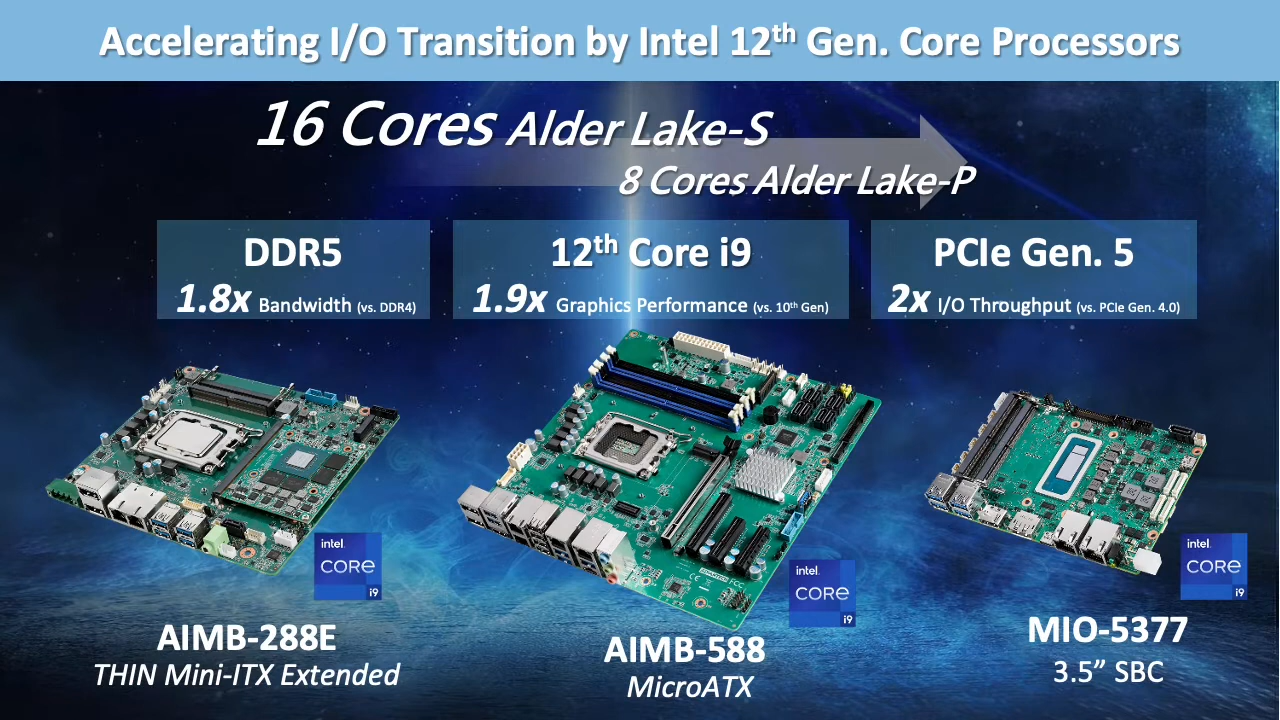 Accelerating I/O Transition by Intel 12th Gen. Core Processors
16 Cores Alder Lake-S
8 Cores Alder Lake-P
DDR5
1.8x Bandwidth (vs. DDR4)
12th Core i9
1.9x Graphics Performance (vs. 10th Gen)
PCIe Gen. 5
2x I/O Throughput (vs. PCIe Gen. 4.0)
intel.
CORE
i9
AIMB-288E
THIN Mini-ITX Extended
ADVANTECH FCC
intel.
CORE
i9
AIMB-588
MicroATX
intel.
CORE
i9
MIO-5377
3.5” SBC